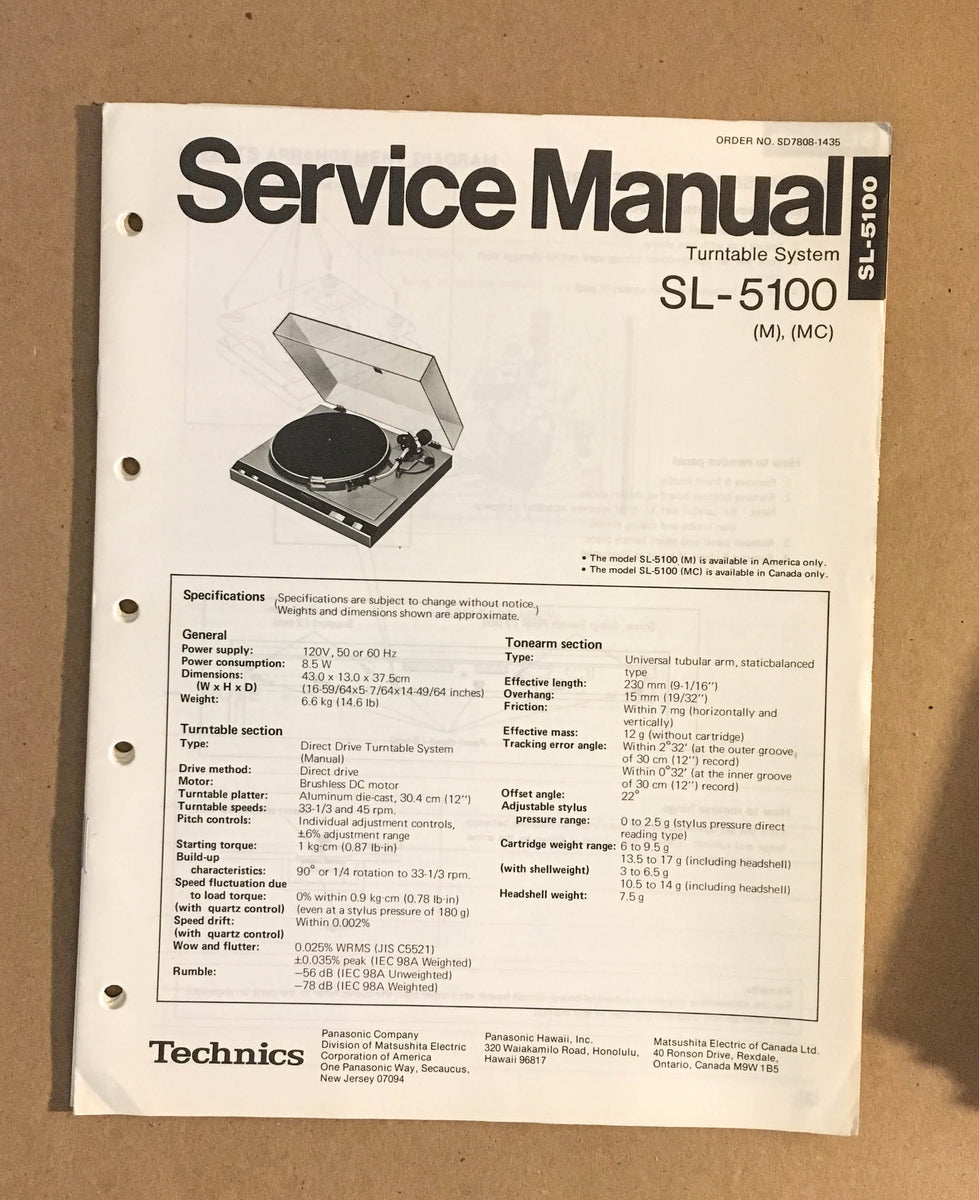 ORDER NO. SD7808-1435
Service Manual
SL-5100
Turntable System
SL-5100
(M), (MC)
• The model SL-5100 (M) is available in America only.
• The model SL-5100 (MC) is available in Canada only.
Specifications (Specifications are subject to change without notice.
Weights and dimensions shown are approximate.)
General
Power supply: 120V, 50 or 60 Hz
Power consumption: 8.5 W
Dimensions: 43.0 x 13.0 x 37.5cm
(W x H x D) (16-59/64x5-7/64x14-49/64 inches)
Weight: 6.6 kg (14.6 lb)
Turntable section
Type: Direct Drive Turntable System
(Manual)
Drive method: Direct drive
Motor: Brushless DC motor
Turntable platter: Aluminum die-cast, 30.4 cm (12")
Turntable speeds: 33-1/3 and 45 rpm.
Pitch controls: Individual adjustment controls,
±6% adjustment range
Starting torque: 1 kg·cm (0.87 lb·in)
Build-up
characteristics: 90° or 1/4 rotation to 33-1/3 rpm.
Speed fluctuation due
to load torque: 0% within 0.9 kg·cm (0.78 lb·in)
(with quartz control) (even at a stylus pressure of 180 g)
Speed drift: Within 0.002%
(with quartz control)
Wow and flutter: 0.025% WRMS (JIS C5521)
±0.035% peak (IEC 98A Weighted)
Rumble: −56 dB (IEC 98A Unweighted)
−78 dB (IEC 98A Weighted)
Tonearm section
Type: Universal tubular arm, staticbalanced
type
Effective length: 230 mm (9-1/16")
Overhang: 15 mm (19/32")
Friction: Within 7 mg (horizontally and
vertically)
Effective mass: 12 g (without cartridge)
Tracking error angle: Within 2°32' (at the outer groove
of 30 cm (12") record)
Within 0°32' (at the inner groove
of 30 cm (12") record)
Offset angle: 22°
Adjustable stylus
pressure range: 0 to 2.5 g (stylus pressure direct
reading type)
Cartridge weight range: 6 to 9.5 g
13.5 to 17 g (including headshell)
(with shellweight) 3 to 6.5 g
10.5 to 14 g (including headshell)
Headshell weight: 7.5 g
Technics
Panasonic Company
Division of Matsushita Electric
Corporation of America
One Panasonic Way, Secaucus,
New Jersey 07094
Panasonic Hawaii, Inc.
320 Waiakamilo Road, Honolulu,
Hawaii 96817
Matsushita Electric of Canada Ltd.
40 Ronson Drive, Rexdale,
Ontario, Canada M9W 1B5